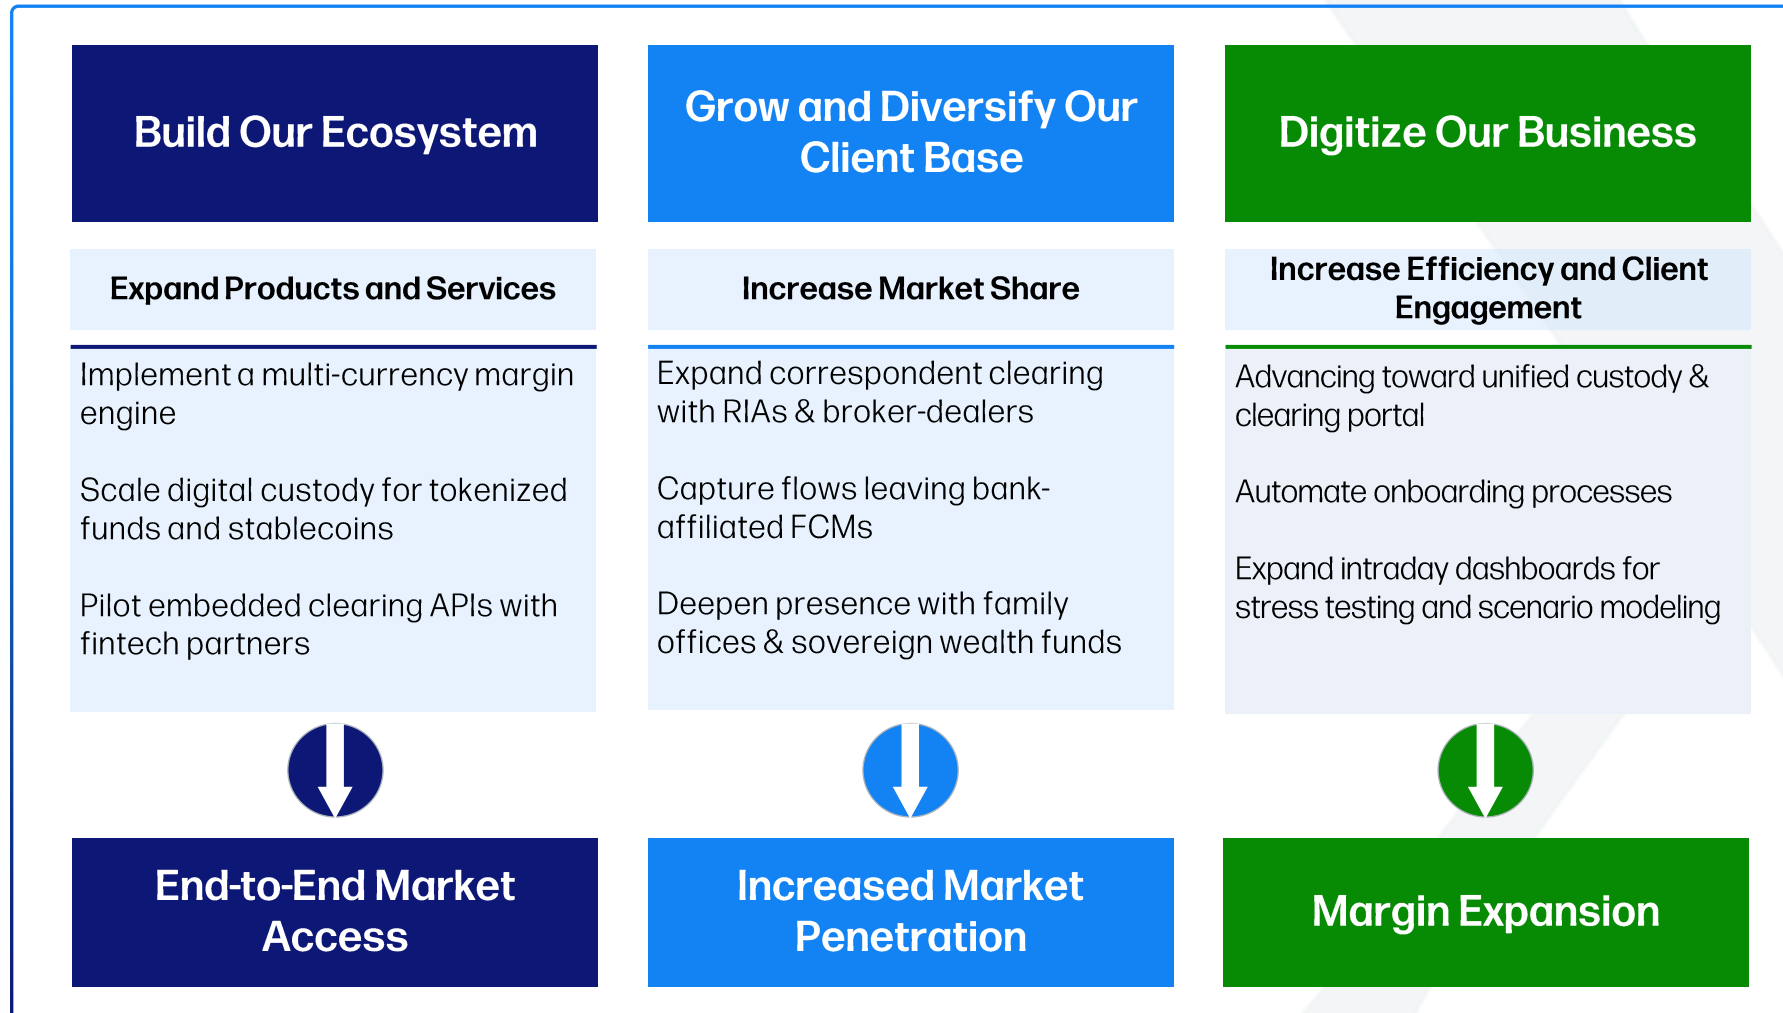 Build Our Ecosystem
Expand Products and Services
Implement a multi-currency margin
engine
Scale digital custody for tokenized
funds and stablecoins
Pilot embedded clearing APIs with
fintech partners
End-to-End Market
Access
Grow and Diversify Our
Client Base
Increase Market Share
Expand correspondent clearing
with RIAs & broker-dealers
Capture flows leaving bank-
affiliated FCMs
Deepen presence with family
offices & sovereign wealth funds
Increased Market
Penetration
Digitize Our Business
Increase Efficiency and Client
Engagement
Advancing toward unified custody &
clearing portal
Automate onboarding processes
Expand intraday dashboards for
stress testing and scenario modeling
Margin Expansion